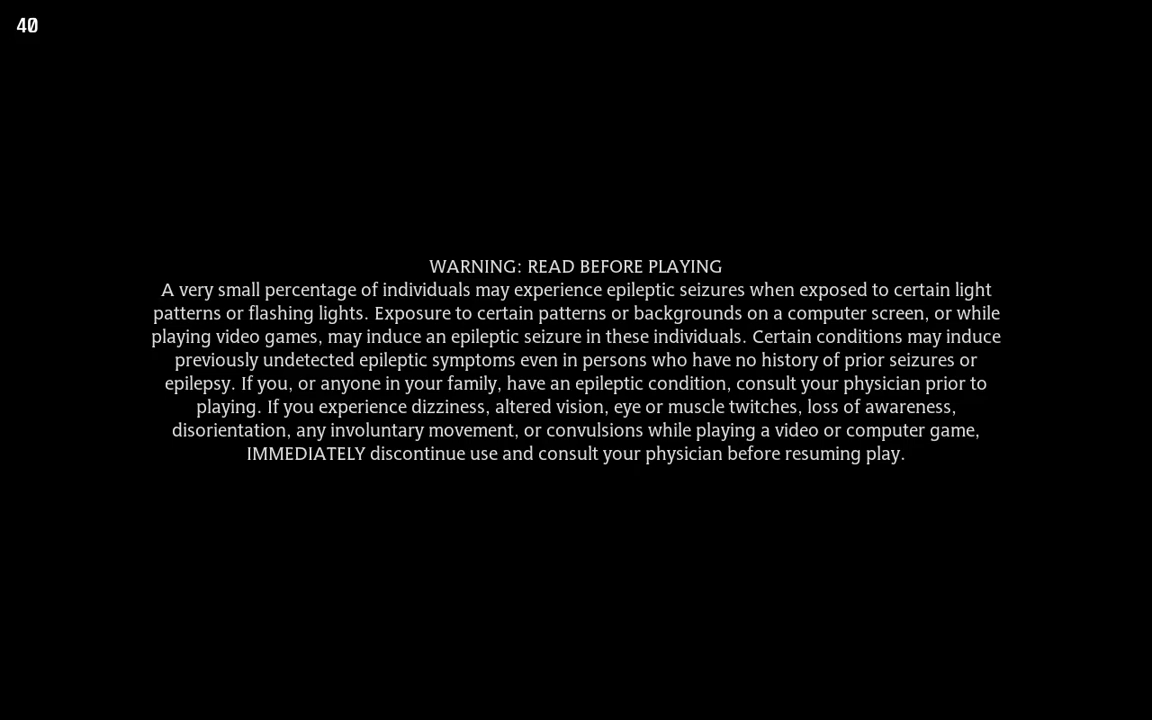 40
WARNING: READ BEFORE PLAYING
A very small percentage of individuals may experience epileptic seizures when exposed to certain light
patterns or flashing lights. Exposure to certain patterns or backgrounds on a computer screen, or while
playing video games, may induce an epileptic seizure in these individuals. Certain conditions may induce
previously undetected epileptic symptoms even in persons who have no history of prior seizures or
epilepsy. If you, or anyone in your family, have an epileptic condition, consult your physician prior to
playing. If you experience dizziness, altered vision, eye or muscle twitches, loss of awareness,
disorientation, any involuntary movement, or convulsions while playing a video or computer game,
IMMEDIATELY discontinue use and consult your physician before resuming play.